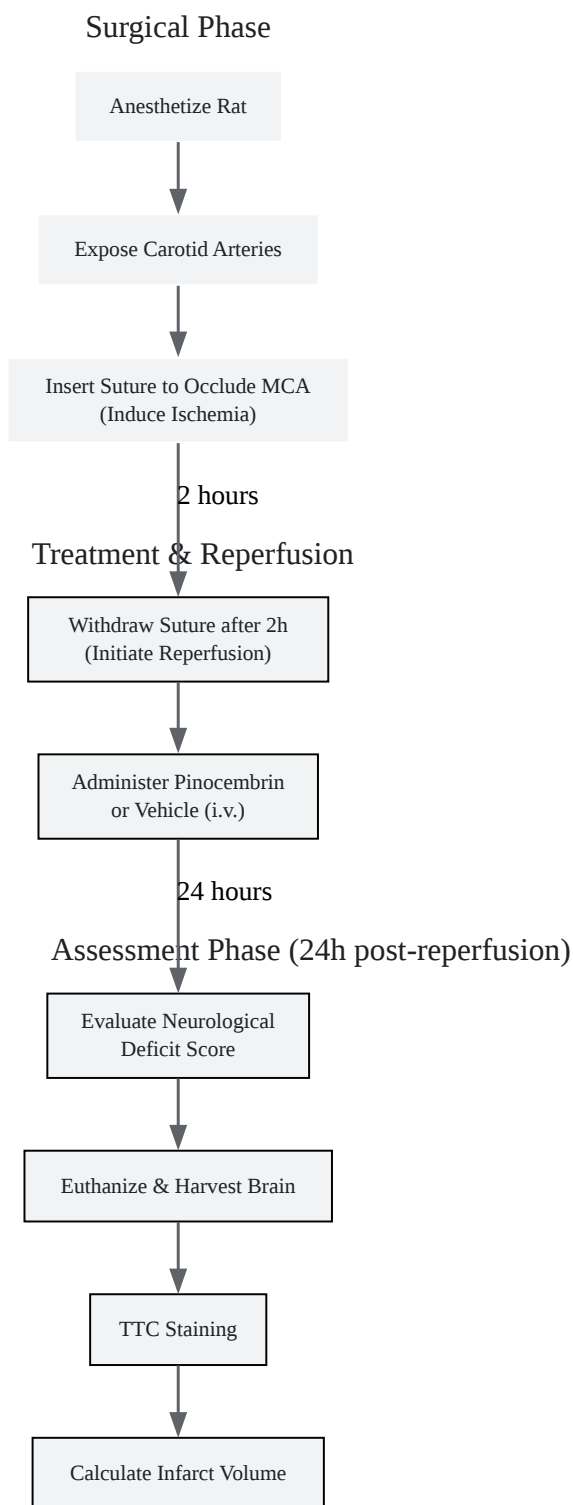 Surgical Phase
Anesthetize Rat
Expose Carotid Arteries
Insert Suture to Occlude MCA
(Induce Ischemia)
2 hours
Treatment & Reperfusion
Withdraw Suture after 2h
(Initiate Reperfusion)
Administer Pinocembrin
or Vehicle (i.v.)
24 hours
Assessment Phase (24h post-reperfusion)
Evaluate Neurological
Deficit Score
Euthanize & Harvest Brain
TTC Staining
Calculate Infarct Volume